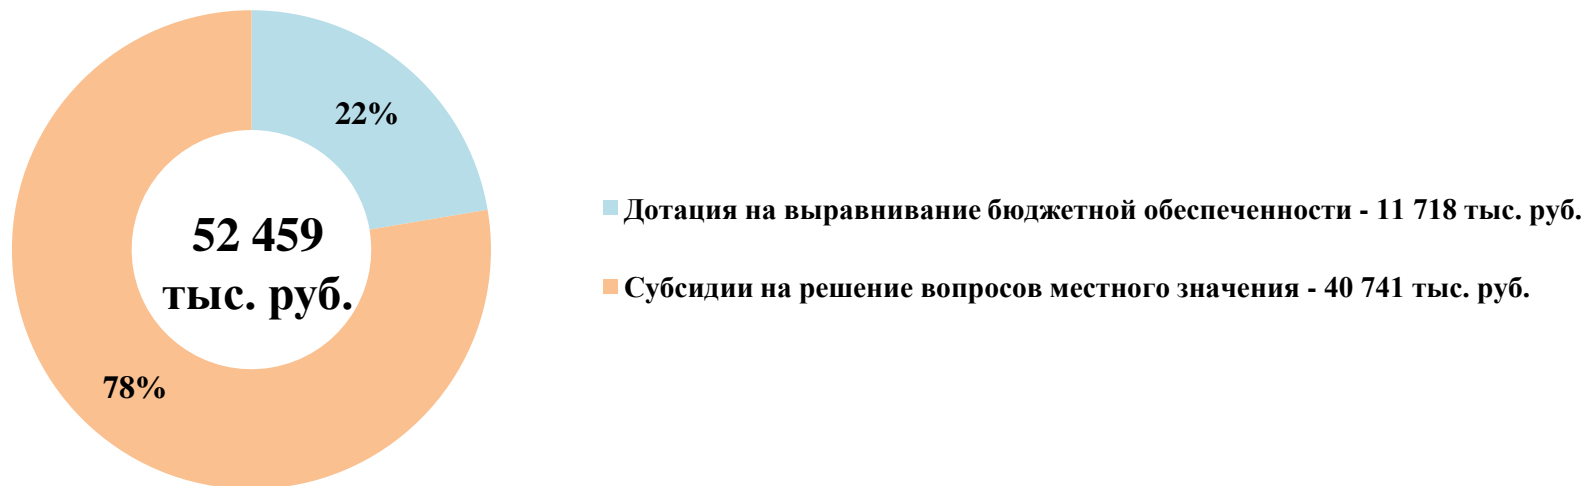 22%
52 459
тыс. руб.
78%
Дотация на выравнивание бюджетной обеспеченности - 11 718 тыс. руб.
Субсидии на решение вопросов местного значения - 40 741 тыс. руб.